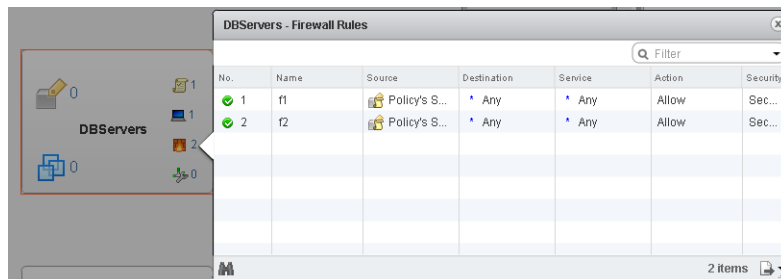 DBServers - Firewall Rules
Filter
No. Name Source Destination Service Action Security
1 f1 Policy's S... * Any * Any Allow Sec...
2 f2 Policy's S... * Any * Any Allow Sec...
0 1
1
DBServers
2
0 0
2 items